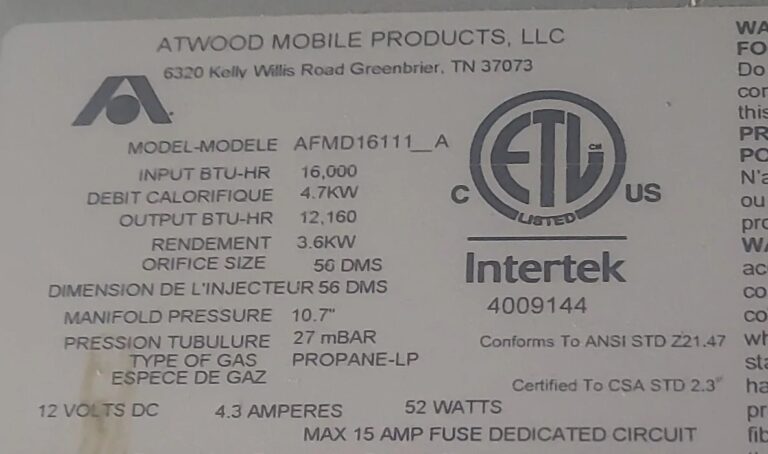 ATWOOD MOBILE PRODUCTS, LLC
6320 Kelly Willis Road Greenbrier, TN 37073
MODEL-MODELE AFMD16111__A
INPUT BTU-HR 16,000
DEBIT CALORIFIQUE 4.7KW
OUTPUT BTU-HR 12,160
RENDEMENT 3.6KW
ORIFICE SIZE 56 DMS
DIMENSION DE L'INJECTEUR 56 DMS
MANIFOLD PRESSURE 10.7"
PRESSION TUBULURE 27 mBAR
TYPE OF GAS PROPANE-LP
ESPECE DE GAZ
12 VOLTS DC 4.3 AMPERES 52 WATTS
MAX 15 AMP FUSE DEDICATED CIRCUIT
ETL CM
C US
LISTED
Intertek
4009144
Conforms To ANSI STD Z21.47
Certified To CSA STD 2.3"
WA
FO
Do
cor
this
PR
PO
N'a
ou
pro
WA
ac
co
co
wh
sta
ha
pr
fib